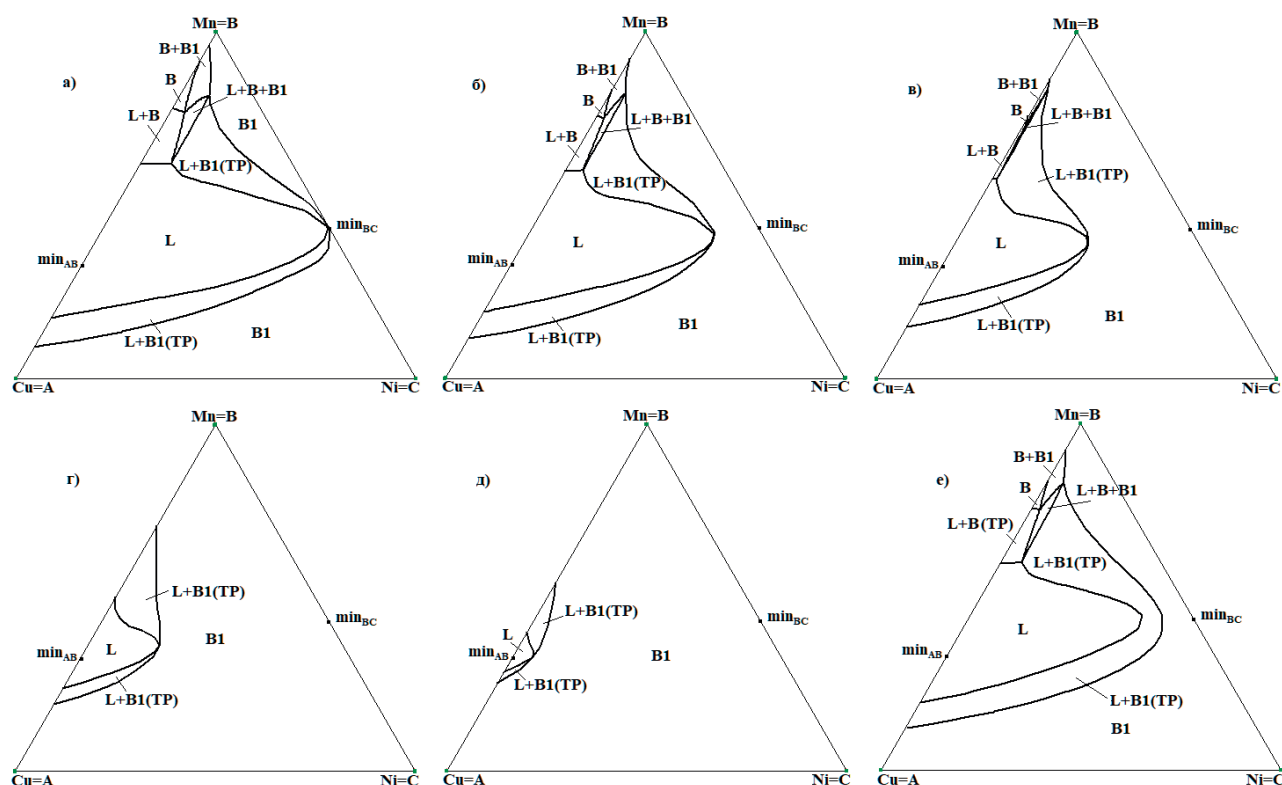 Mn=B
B+B1
а)
B
L+B+B1
L+B
B1
L+B1(TP)
min_BC
L
min_AB
L+B1(TP)
B1
Cu=A
Ni=C
Mn=B
B+B1
б)
B
L+B+B1
L+B
L+B1(TP)
min_BC
L
min_AB
L+B1(TP)
B1
Cu=A
Ni=C
Mn=B
B+B1
в)
B
L+B+B1
L+B
L+B1(TP)
min_BC
L
min_AB
L+B1(TP)
B1
Cu=A
Ni=C
Mn=B
г)
L+B1(TP)
min_BC
B1
L
min_AB
L+B1(TP)
Cu=A
Ni=C
Mn=B
д)
L+B1(TP)
min_BC
L
min_AB
B1
L+B1(TP)
Cu=A
Ni=C
Mn=B
B+B1
е)
B
L+B+B1
L+B(TP)
L+B1(TP)
min_BC
L
min_AB
L+B1(TP)
B1
Cu=A
Ni=C